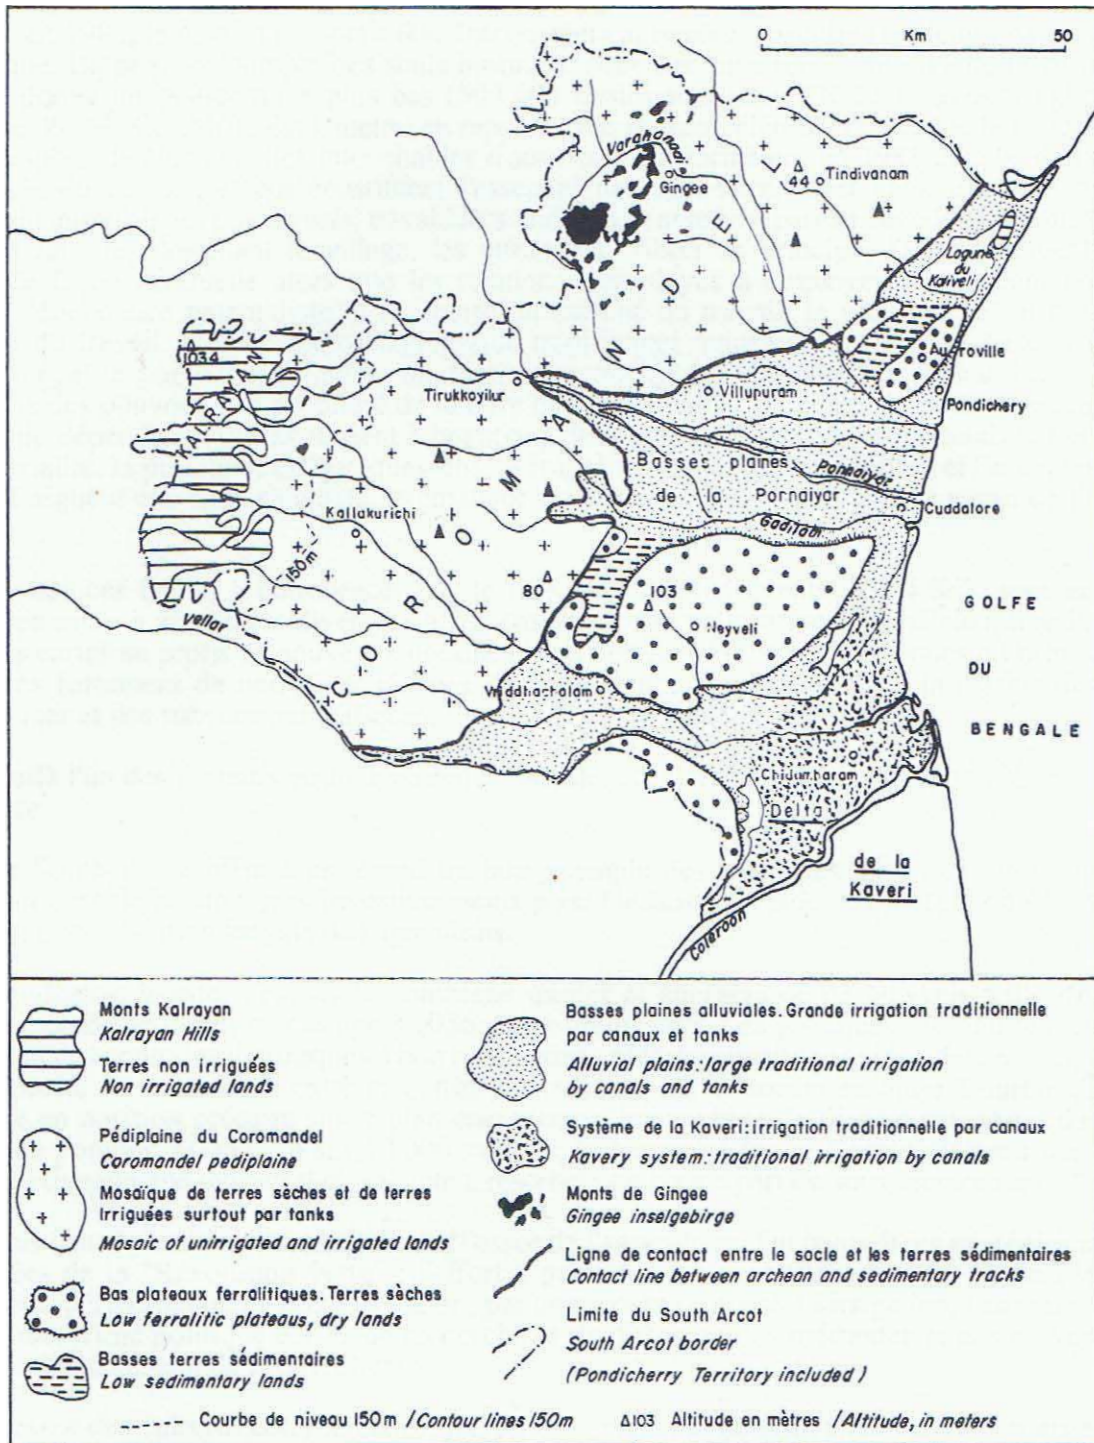 0 Km 50
Varahanadi
Gingee
44 Tindivanam
Lagune
du
Kaliveli
1034
KALRAYAN
Auroville
Tirukkoyilur
Villupuram
Pondichery
COROMANDEL
Basses plaines
de la Ponnaiyar
Ponnaiyar
Cuddalore
Kallakurichi
Gadilam
150m
80
103
Neyveli
GOLFE
DU
BENGALE
Vellar
Vriddhachalam
Chidambaram
Delta
de la
Kaveri
Coleroon
Monts Kalrayan
Kalrayan Hills
Terres non irriguées
Non irrigated lands
Pédiplaine du Coromandel
Coromandel pediplaine
Mosaïque de terres sèches et de terres
Irriguées surtout par tanks
Mosaic of unirrigated and irrigated lands
Bas plateaux ferralitiques. Terres sèches
Low ferralitic plateaus, dry lands
Basses terres sédimentaires
Low sedimentary lands
Basses plaines alluviales. Grande irrigation traditionnelle
par canaux et tanks
Alluvial plains: large traditional irrigation
by canals and tanks
Système de la Kaveri: irrigation traditionnelle par canaux
Kavery system: traditional irrigation by canals
Monts de Gingee
Gingee inselgebirge
Ligne de contact entre le socle et les terres sédimentaires
Contact line between archean and sedimentary tracks
Limite du South Arcot
South Arcot border
(Pondicherry Territory included)
Courbe de niveau 150m / Contour lines 150m
103 Altitude en mètres / Altitude, in meters